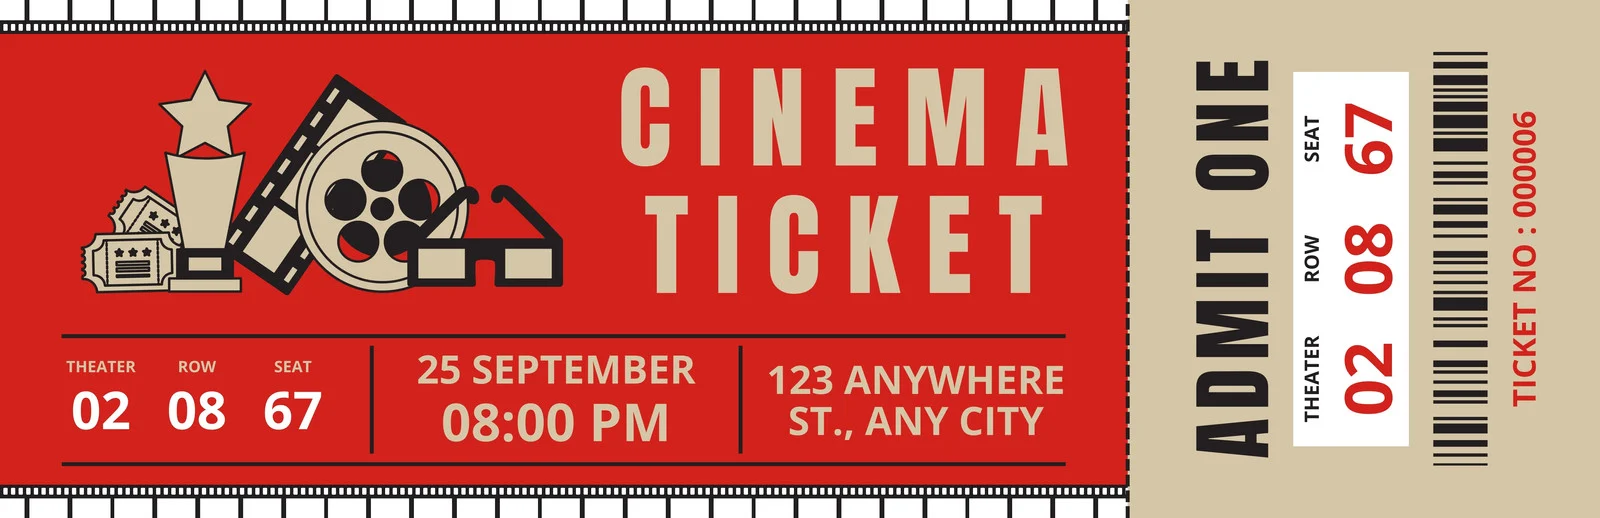 CINEMA
TICKET
THEATER ROW SEAT
02 08 67
25 SEPTEMBER
08:00 PM
123 ANYWHERE
ST., ANY CITY
ADMIT ONE
THEATER ROW SEAT
02 08 67
TICKET NO : 000006